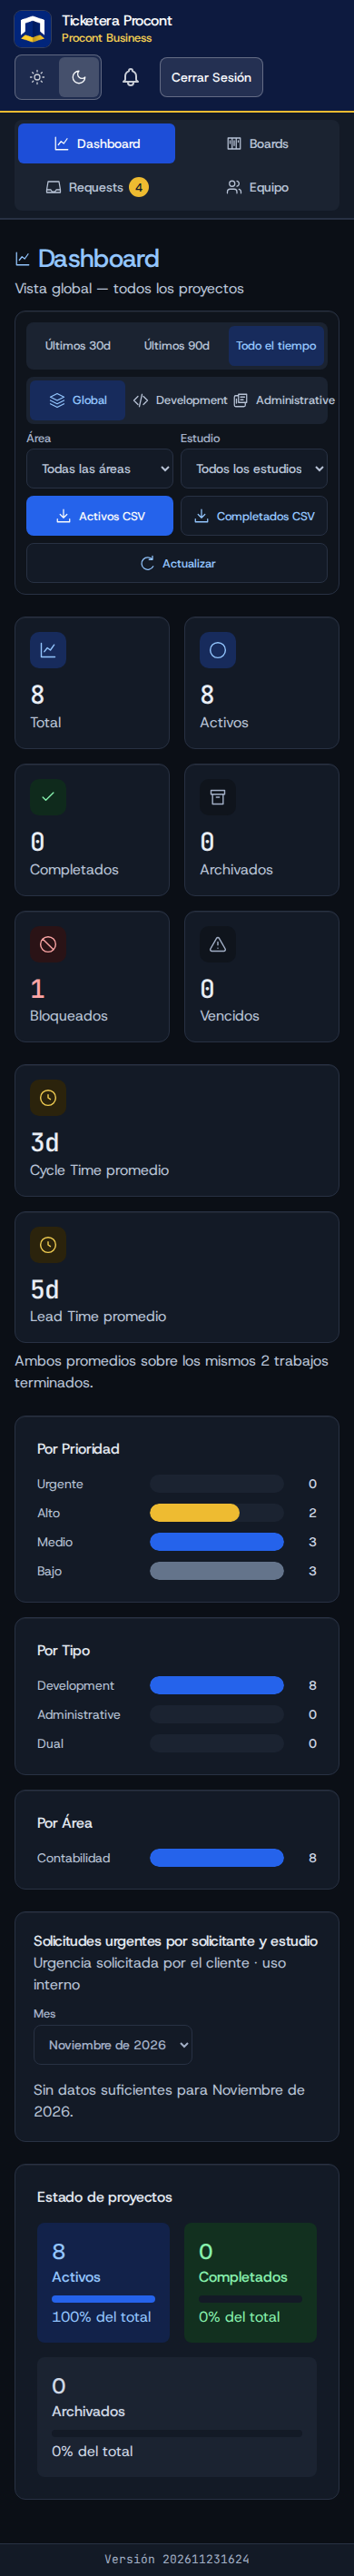 Ticketera Procont
Procont Business
Cerrar Sesión
Dashboard
Boards
Requests 4
Equipo
Dashboard
Vista global — todos los proyectos
Últimos 30d
Últimos 90d
Todo el tiempo
Global
Development
Administrative
Área
Estudio
Todas las áreas
Todos los estudios
Activos CSV
Completados CSV
Actualizar
8
Total
8
Activos
0
Completados
0
Archivados
1
Bloqueados
0
Vencidos
3d
Cycle Time promedio
5d
Lead Time promedio
Ambos promedios sobre los mismos 2 trabajos
terminados.
Por Prioridad
Urgente 0
Alto 2
Medio 3
Bajo 3
Por Tipo
Development 8
Administrative 0
Dual 0
Por Área
Contabilidad 8
Solicitudes urgentes por solicitante y estudio
Urgencia solicitada por el cliente · uso
interno
Mes
Noviembre de 2026
Sin datos suficientes para Noviembre de
2026.
Estado de proyectos
8
Activos
100% del total
0
Completados
0% del total
0
Archivados
0% del total
Versión 202611231624